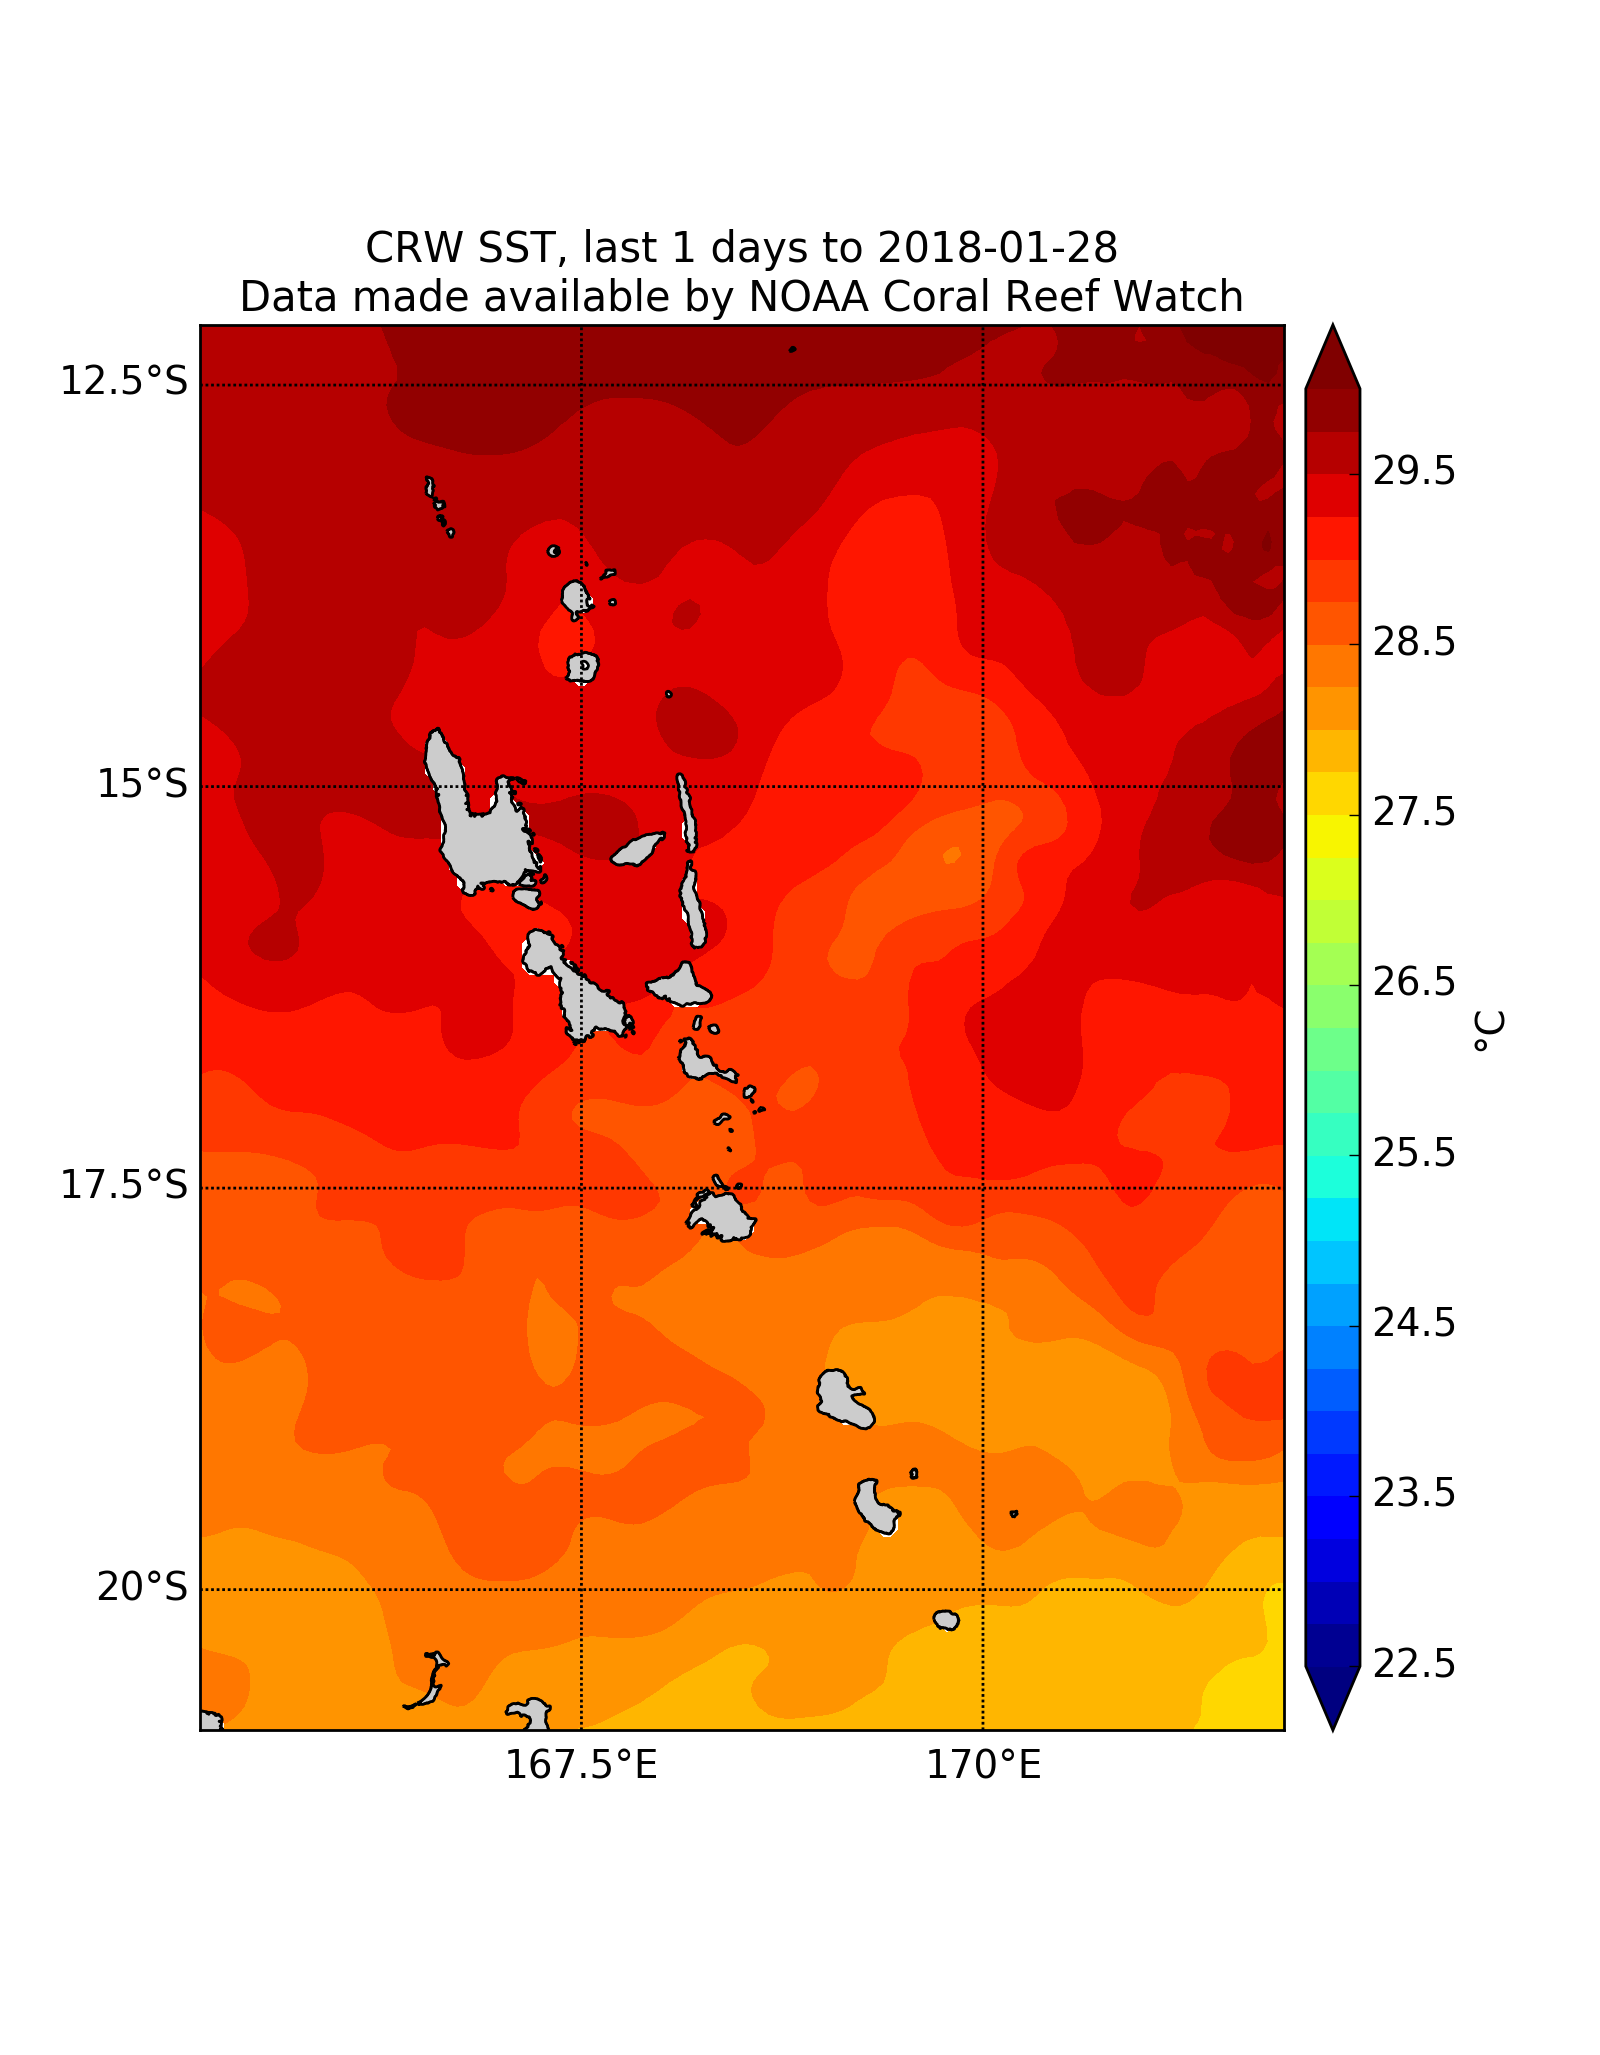 CRW SST, last 1 days to 2018-01-28
Data made available by NOAA Coral Reef Watch
12.5°S
15°S
17.5°S
20°S
167.5°E
170°E
29.5
28.5
27.5
26.5
25.5
24.5
23.5
22.5
°C